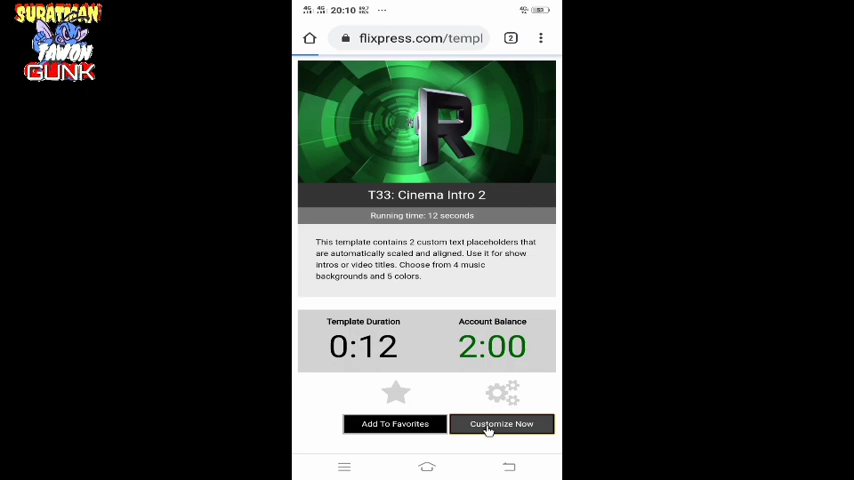 SURATMAN
TAWON
GUNK
4G 4G 20:10 ...
flixpress.com/templ
2
R
T33: Cinema Intro 2
Running time: 12 seconds
This template contains 2 custom text placeholders that
are automatically scaled and aligned. Use it for show
intros or video titles. Choose from 4 music
backgrounds and 5 colors.
Template Duration
Account Balance
0:12
2:00
Add To Favorites
Customize Now